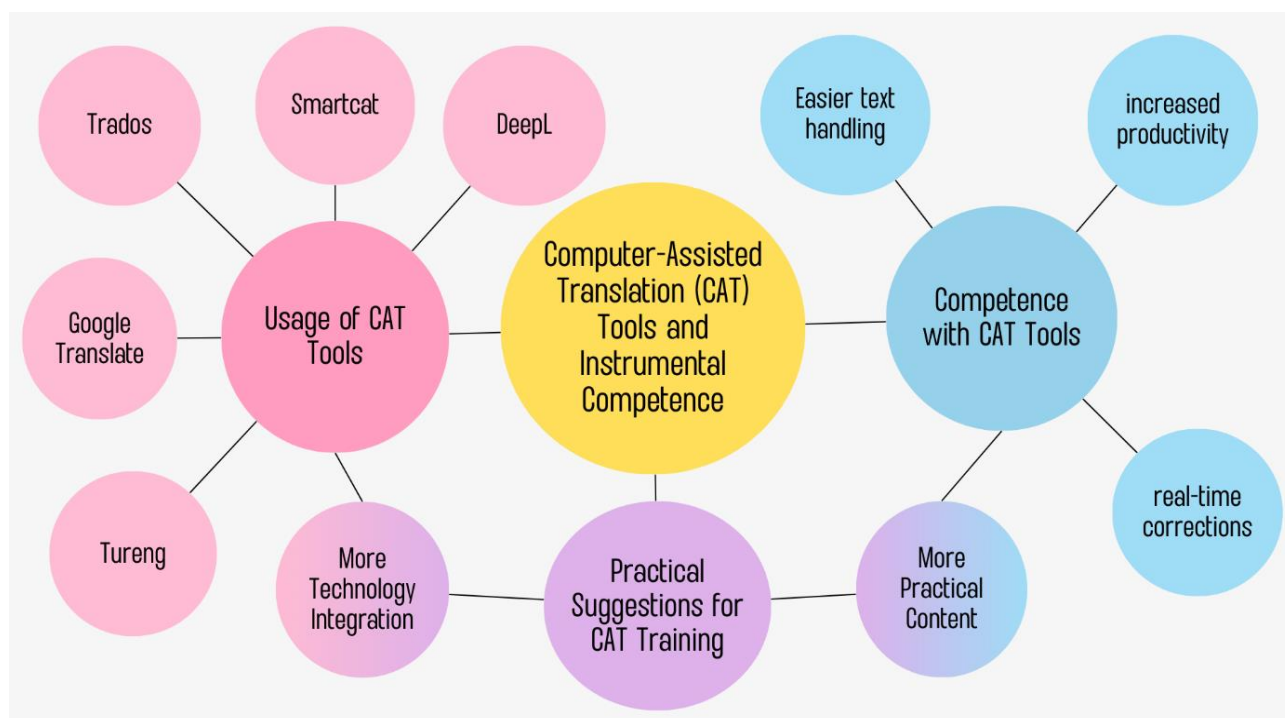 Trades
Smartcat
DeepL
Easier text
handling
increased
productivity
Computer-Assisted
Translation (CAT)
Tools and
Instrumental
Competence
Usage of CAT
Tools
Competence
with CAT Tools
Google
Translate
Tureng
More
Technology
Integration
Practical
Suggestions for
CAT Training
More
Practical
Content
real-time
corrections